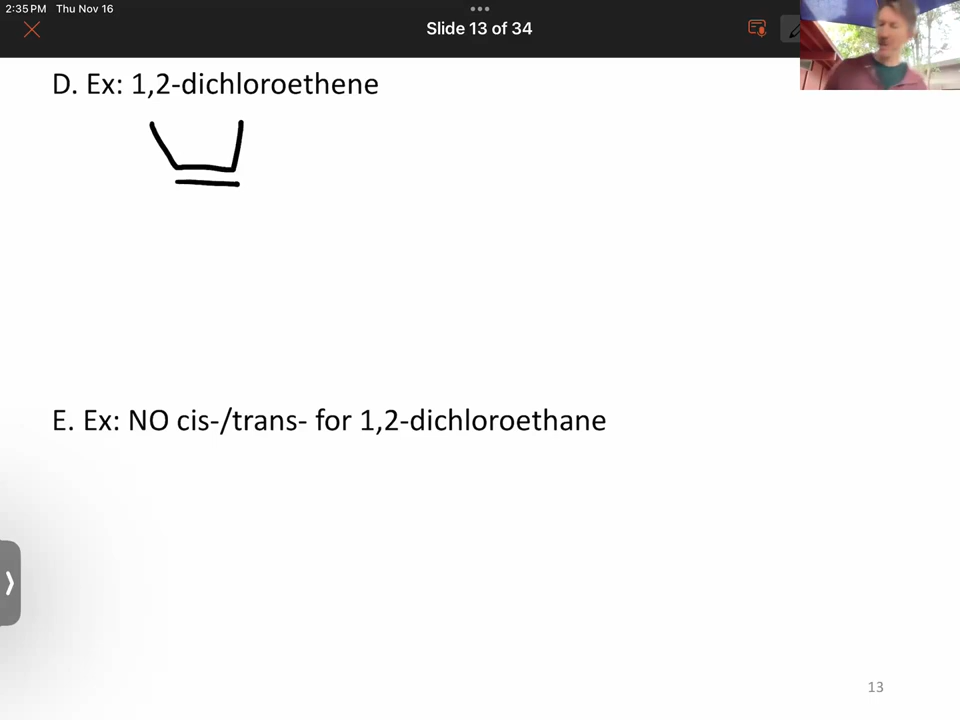 2:35 PM Thu Nov 16
Slide 13 of 34
D. Ex: 1,2-dichloroethene
E. Ex: NO cis-/trans- for 1,2-dichloroethane
13